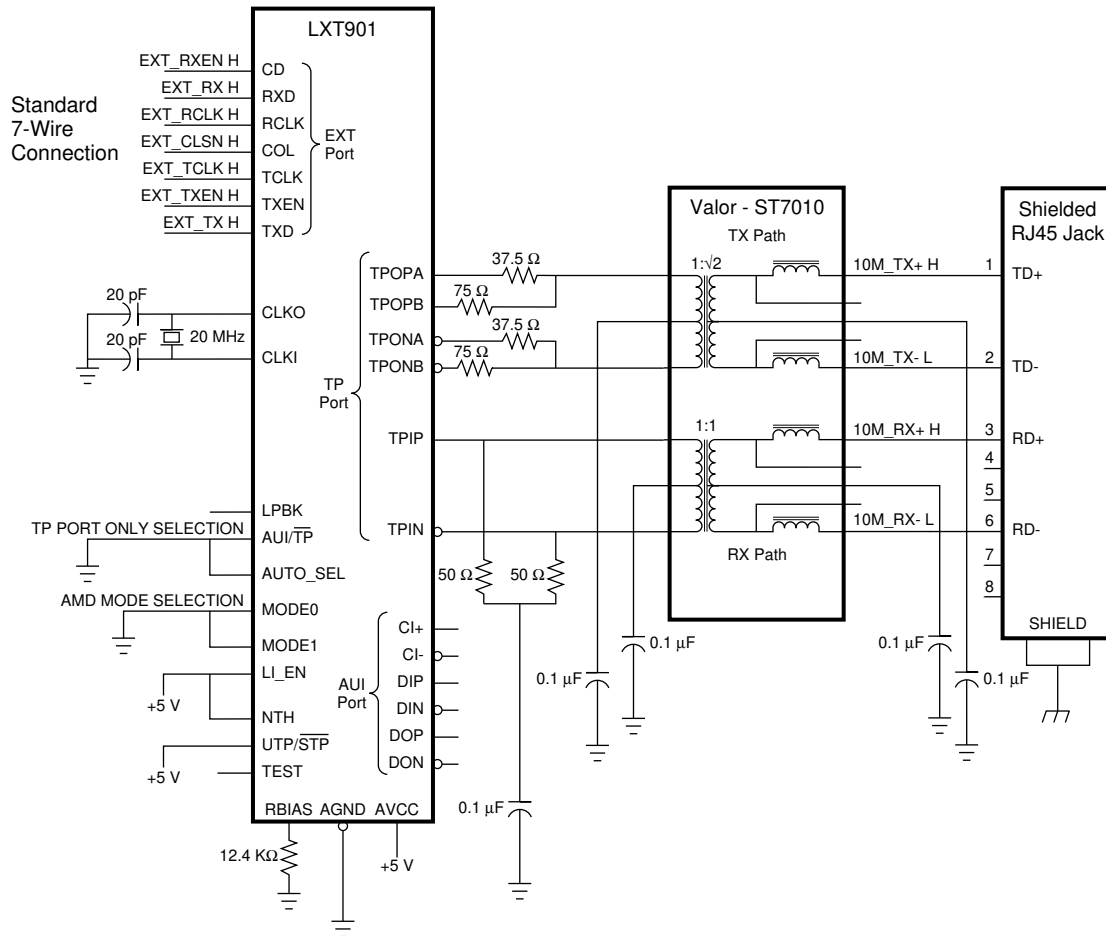 LXT901
Standard
7-Wire
Connection
EXT_RXEN H
EXT_RX H
EXT_RCLK H
EXT_CLSN H
EXT_TCLK H
EXT_TXEN H
EXT_TX H
CD
RXD
RCLK
COL
TCLK
TXEN
TXD
EXT
Port
20 pF
20 pF
20 MHz
CLKO
CLKI
TP
Port
TPOPA
TPOPB
TPONA
TPONB
TPIP
TPIN
37.5 Ω
75 Ω
37.5 Ω
75 Ω
50 Ω
50 Ω
TP PORT ONLY SELECTION
LPBK
AUI/TP
AUTO_SEL
AMD MODE SELECTION
MODE0
MODE1
LI_EN
+5 V
NTH
UTP/STP
+5 V
TEST
AUI
Port
CI+
CI-
DIP
DIN
DOP
DON
RBIAS
AGND
AVCC
12.4 KΩ
+5 V
0.1 μF
0.1 μF
0.1 μF
0.1 μF
0.1 μF
Valor - ST7010
TX Path
1:√2
1:1
RX Path
10M_TX+ H
10M_TX- L
10M_RX+ H
10M_RX- L
Shielded
RJ45 Jack
1
TD+
2
TD-
3
RD+
4
5
6
RD-
7
8
SHIELD